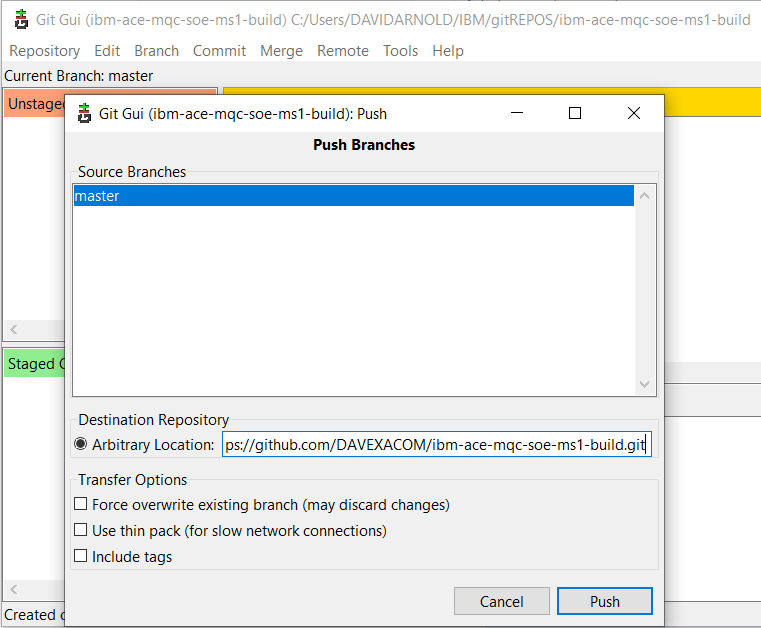 Git Gui (ibm-ace-mqc-soe-ms1-build) C:/Users/DAVIDARNOLD/IBM/gitREPOS/ibm-ace-mqc-soe-ms1-build
Repository Edit Branch Commit Merge Remote Tools Help
Current Branch: master
Unstaged
Git Gui (ibm-ace-mqc-soe-ms1-build): Push
Push Branches
Source Branches
master
Staged C
Destination Repository
Arbitrary Location: ps://github.com/DAVEXACOM/ibm-ace-mqc-soe-ms1-build.git
Transfer Options
Force overwrite existing branch (may discard changes)
Use thin pack (for slow network connections)
Include tags
Cancel Push
Created c